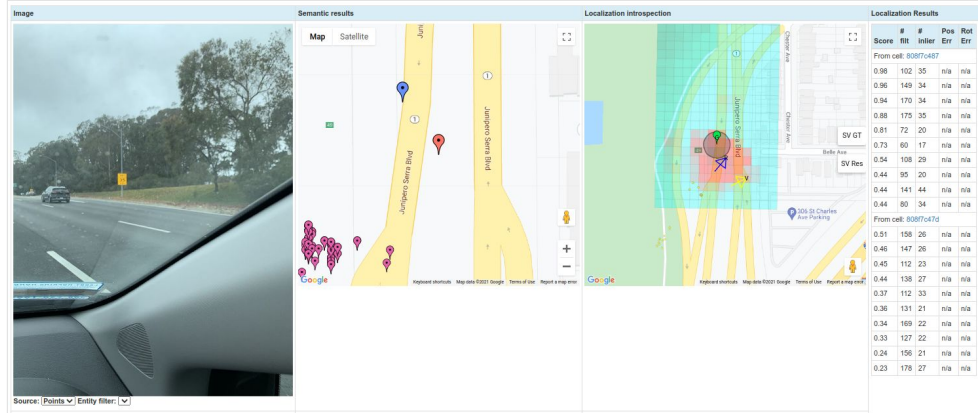 Image
Semantic results
Localization introspection
Localization Results
Map
Satellite
Juni
1
1
Junipero Serra Blvd
Junipero Serra Blvd
Google
Keyboard shortcuts
Map data ©2021 Google
Terms of Use
Report a map error
1
Chester Ave
Chester Ave
Junipero Serra Blvd
Belle Ave
SV GT
SV Res
V
306 St Charles
Ave Parking
Google
Keyboard shortcuts
Map data ©2021 Google
Terms of Use
Report a map error
Score # filt # inlier Pos Err Rot Err
From cell: 808f7c487
0.98 102 35 n/a n/a
0.96 149 34 n/a n/a
0.94 170 34 n/a n/a
0.88 175 35 n/a n/a
0.81 72 20 n/a n/a
0.73 60 17 n/a n/a
0.54 108 29 n/a n/a
0.44 95 20 n/a n/a
0.44 141 44 n/a n/a
0.44 80 34 n/a n/a
From cell: 808f7c47d
0.51 158 26 n/a n/a
0.46 147 26 n/a n/a
0.45 112 23 n/a n/a
0.44 138 27 n/a n/a
0.37 112 33 n/a n/a
0.36 131 21 n/a n/a
0.34 169 22 n/a n/a
0.33 127 22 n/a n/a
0.24 156 21 n/a n/a
0.23 178 27 n/a n/a
Source: Points Entity filter: